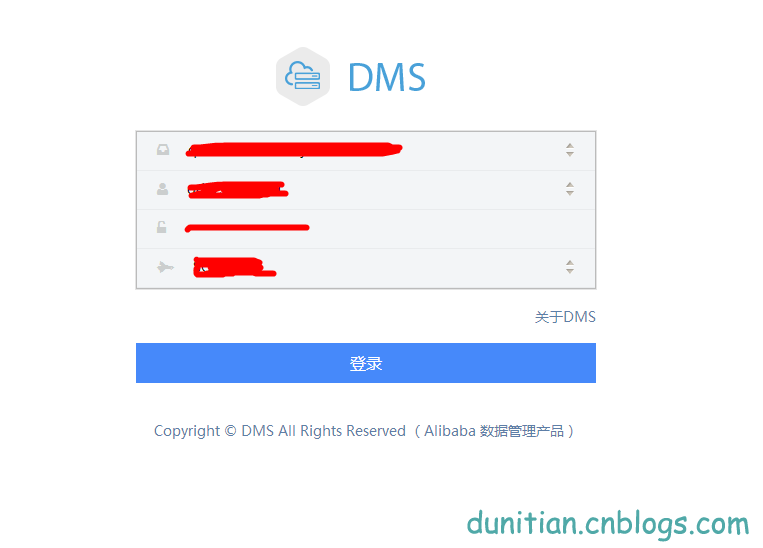 DMS
关于DMS
登录
Copyright © DMS All Rights Reserved （ Alibaba 数据管理产品 ）
dunitian.cnblogs.com